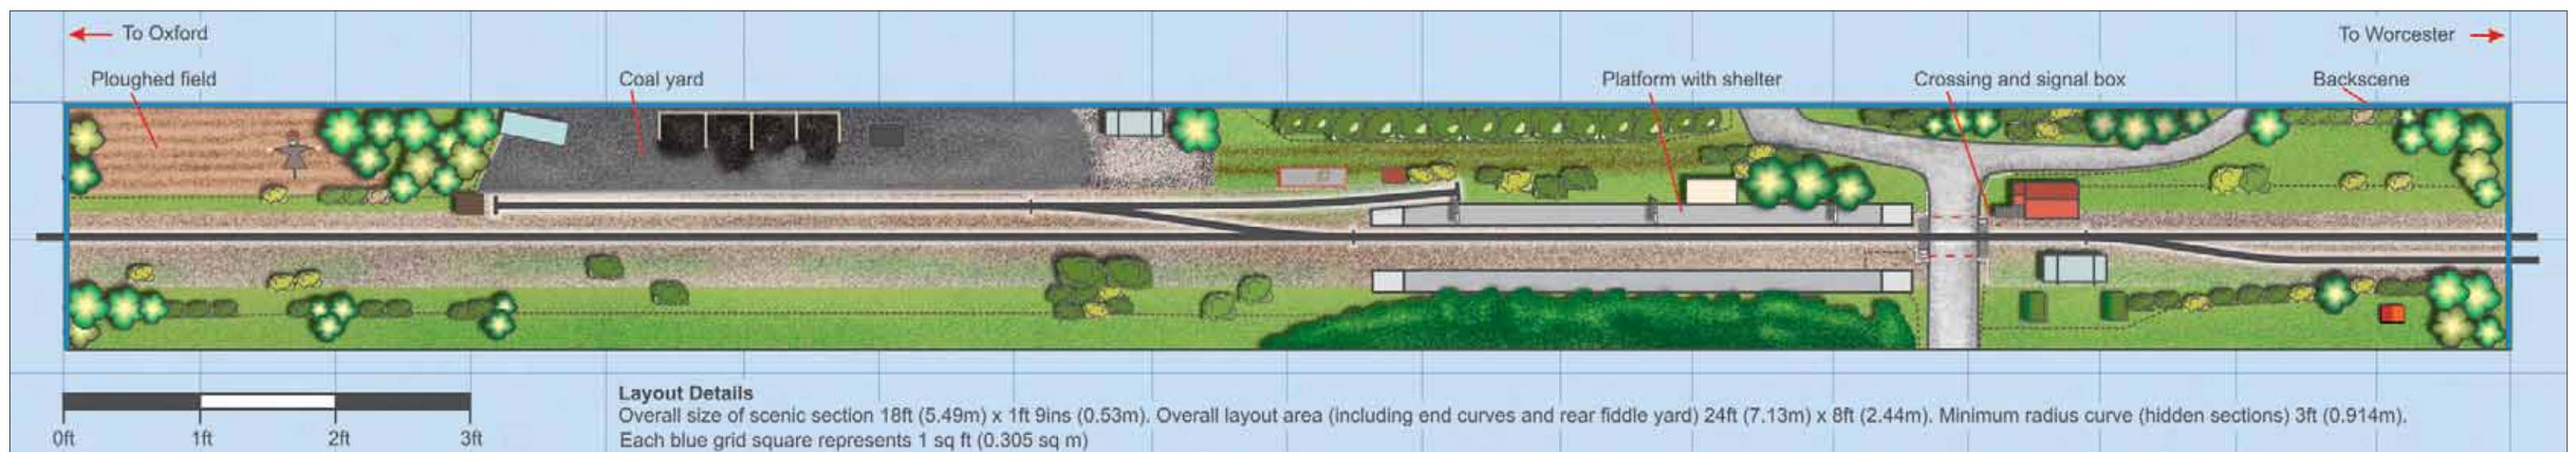 To Oxford
To Worcester
Ploughed field
Coal yard
Platform with shelter
Crossing and signal box
Backscene
0ft
1ft
2ft
3ft
Layout Details
Overall size of scenic section 18ft (5.49m) x 1ft 9ins (0.53m). Overall layout area (including end curves and rear fiddle yard) 24ft (7.13m) x 8ft (2.44m). Minimum radius curve (hidden sections) 3ft (0.914m).
Each blue grid square represents 1 sq ft (0.305 sq m)